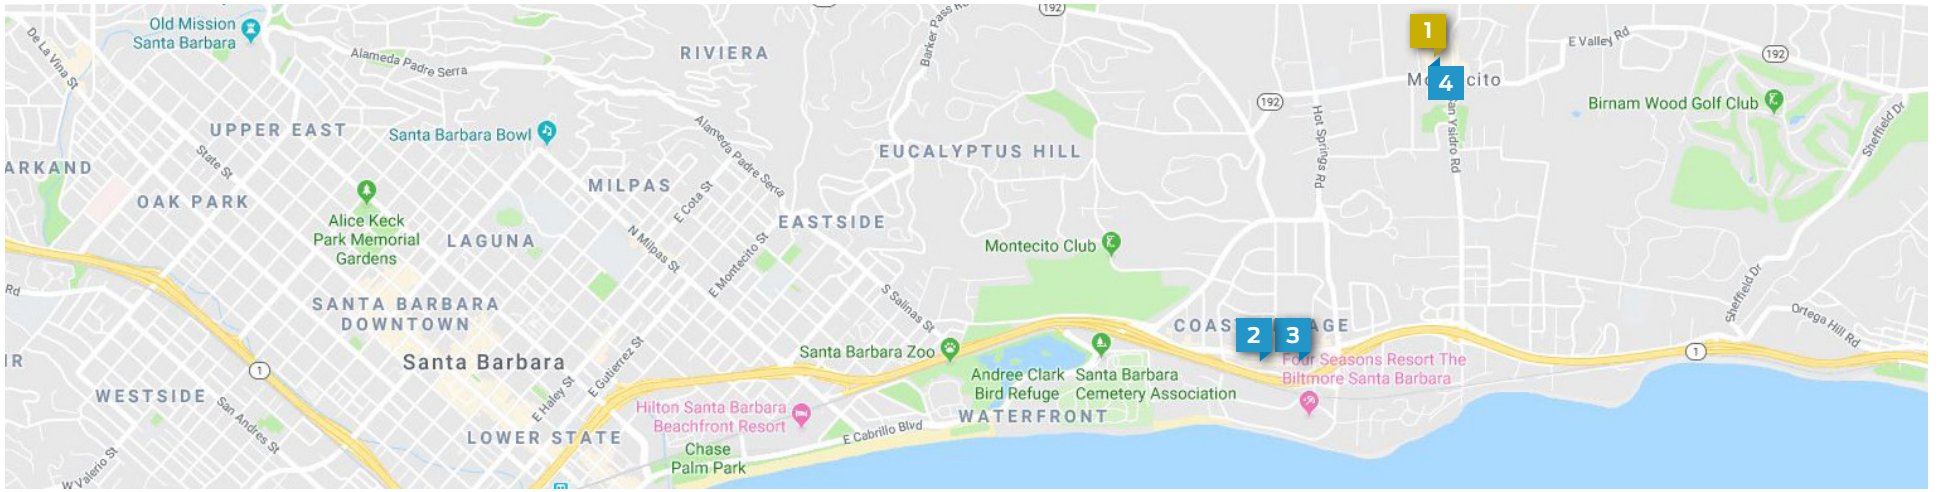 Old Mission
Santa Barbara
De La Vina St
Alameda Padre Serra
RIVIERA
192
1
E Valley Rd
192
4
cito
192
Birnam Wood Golf Club
Sheffield Dr
UPPER EAST
Santa Barbara Bowl
State St
Alameda Padre Serra
EUCALYPTUS HILL
Hot Springs Rd
Ysidro Rd
ARKAND
OAK PARK
MILPAS
E Cota St
Alice Keck
Park Memorial
Gardens
LAGUNA
N Milpas St
E Montecito St
EASTSIDE
Montecito Club
Rd
SANTA BARBARA
DOWNTOWN
S Salinas St
Sheffield Dr
Ortega Hill Rd
2
3
COAS
AGE
Santa Barbara
E Gutierrez St
Santa Barbara Zoo
1
1
IR
Four Seasons Resort The
Biltmore Santa Barbara
Andree Clark
Bird Refuge
Santa Barbara
Cemetery Association
WESTSIDE
San Andres St
E Haley St
Hilton Santa Barbara
Beachfront Resort
WATERFRONT
LOWER STATE
E Cabrillo Blvd
Chase
Palm Park
W Valerio St
Barker Pass